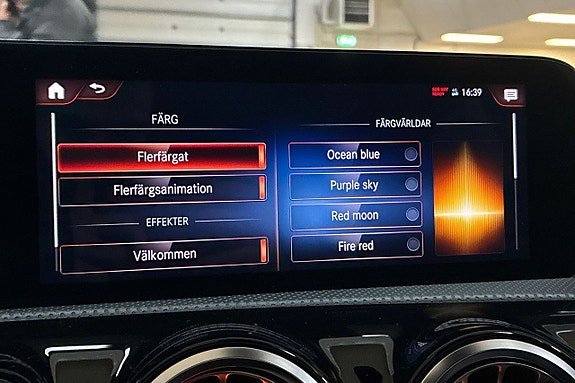 16:39
FÄRG
Flerfärgat
Flerfärgsanimation
EFFEKTER
Välkommen
FÄRGVÄRLDAR
Ocean blue
Purple sky
Red moon
Fire red